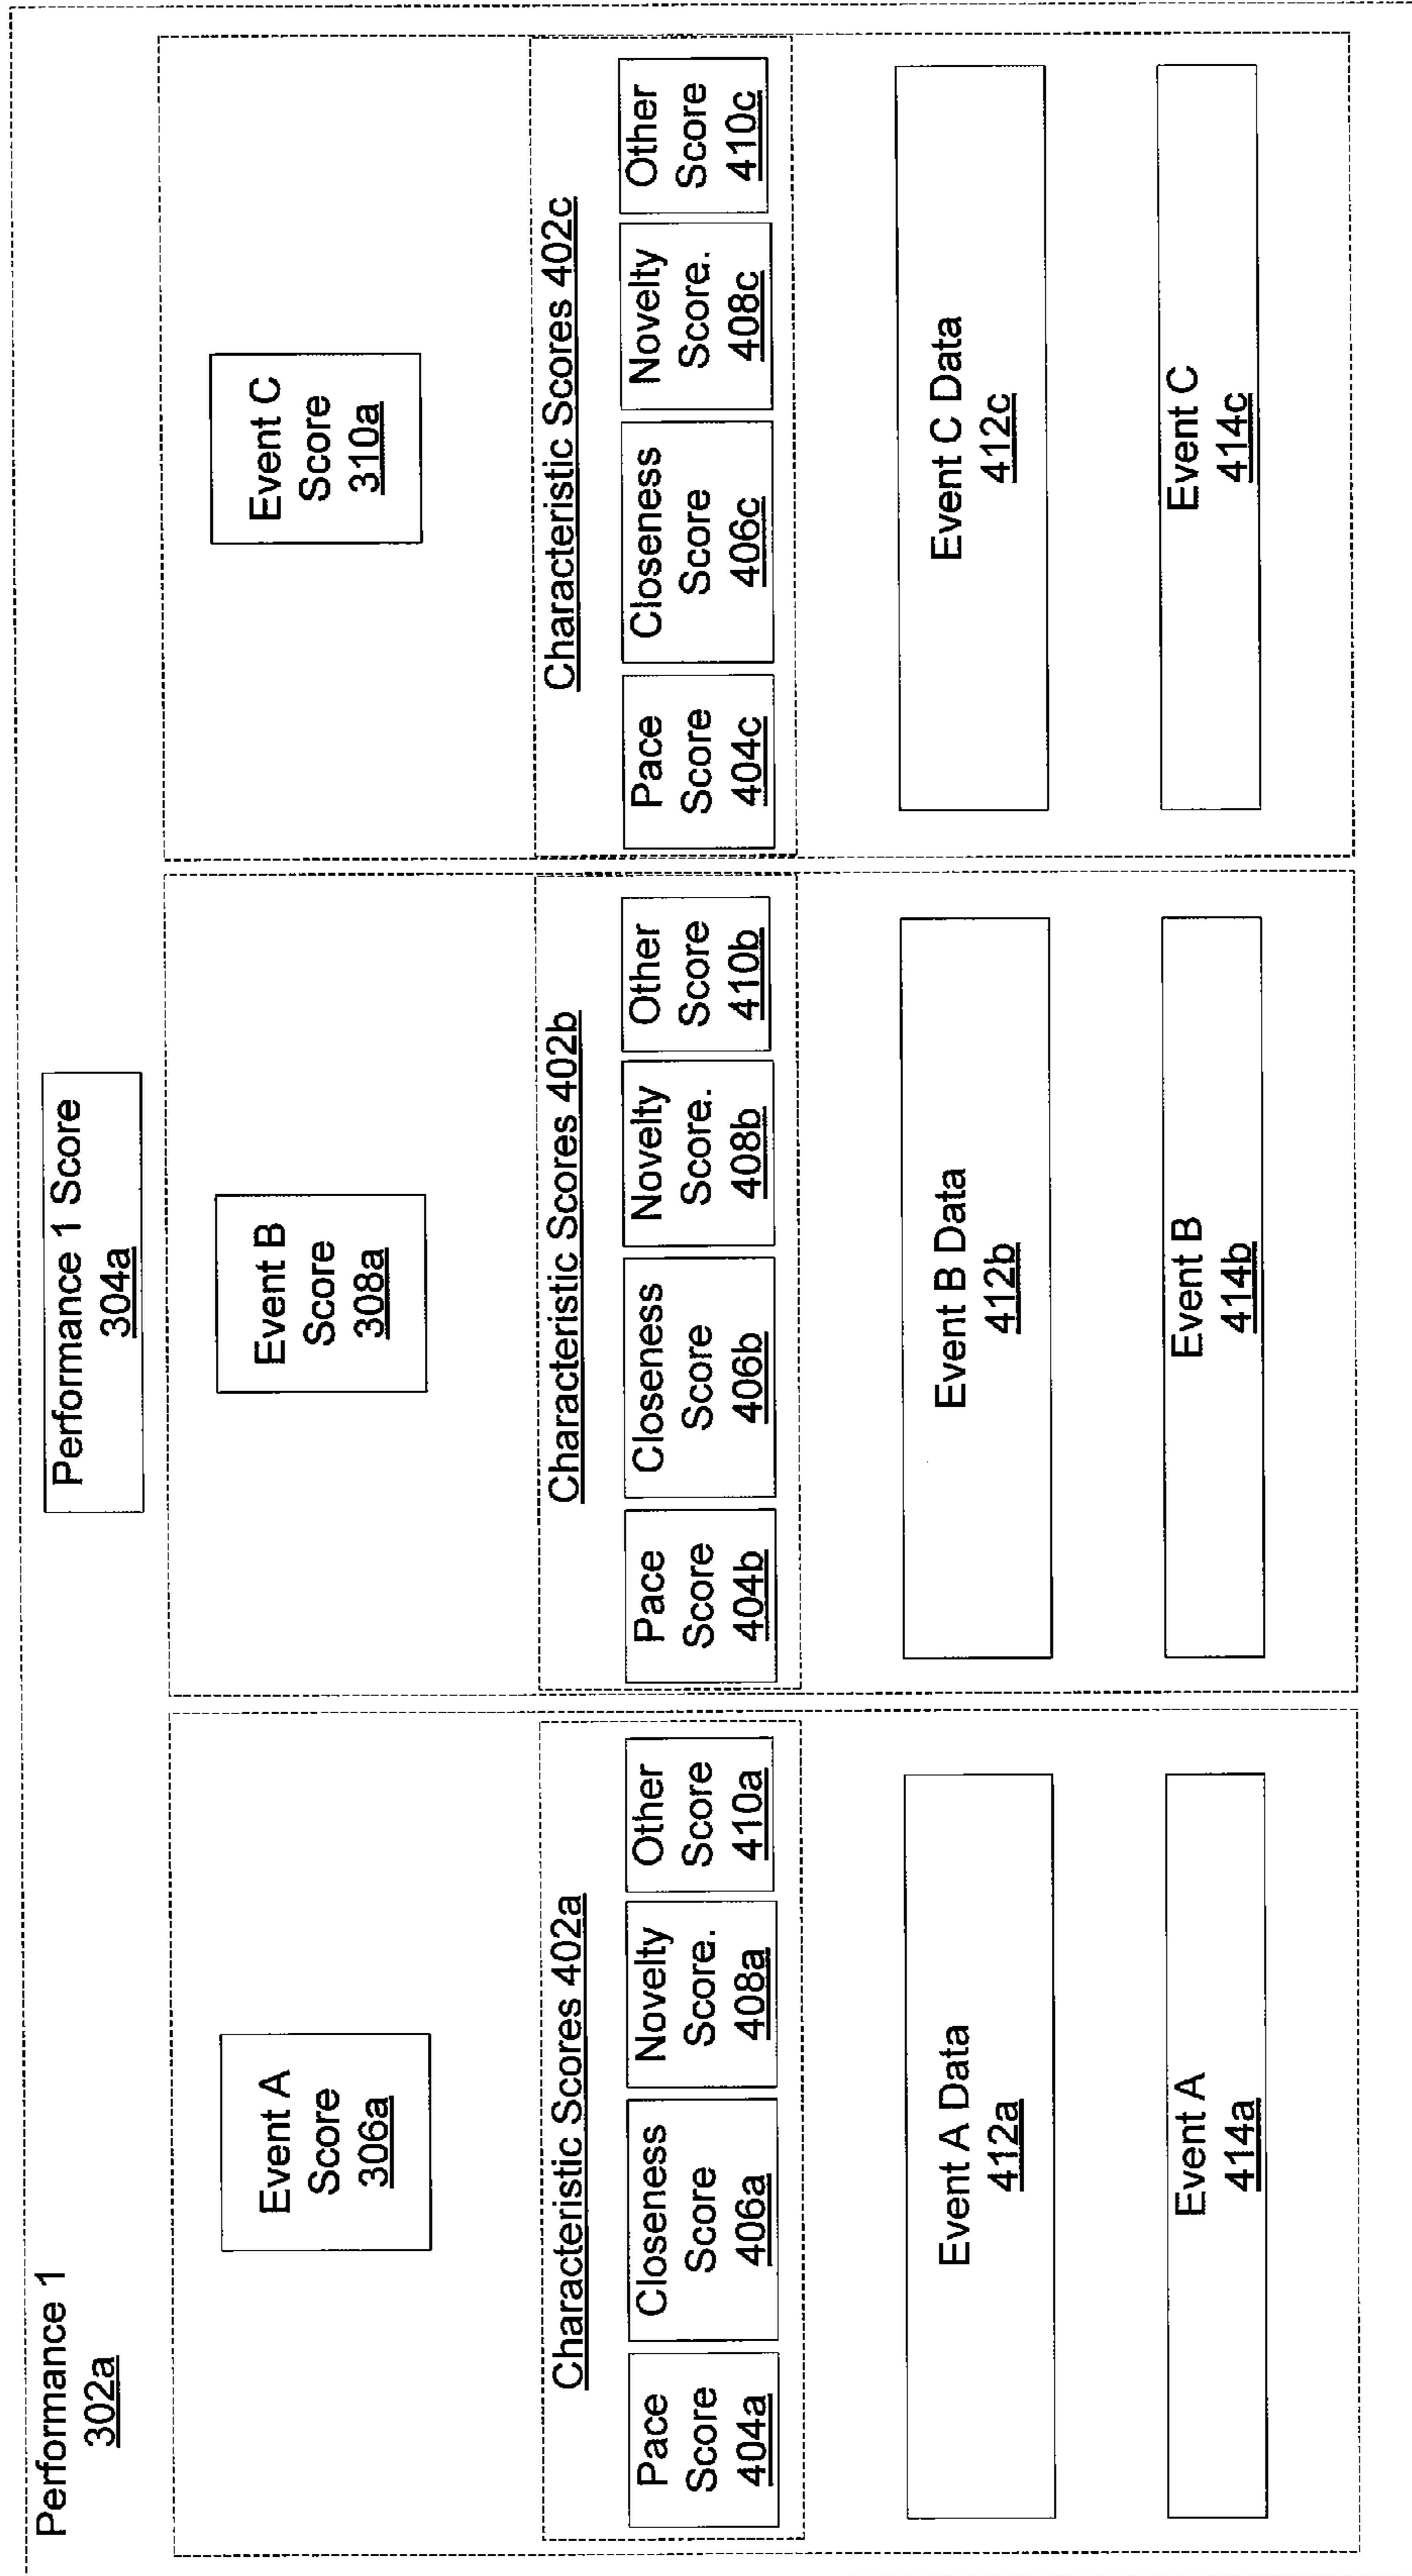 Performance 1
302a
Performance 1 Score
304a
Event A
Score
306a
Characteristic Scores 402a
Pace
Score
404a
Closeness
Score
406a
Novelty
Score.
408a
Other
Score
410a
Event A Data
412a
Event A
414a
Event B
Score
308a
Characteristic Scores 402b
Pace
Score
404b
Closeness
Score
406b
Novelty
Score.
408b
Other
Score
410b
Event B Data
412b
Event B
414b
Event C
Score
310a
Characteristic Scores 402c
Pace
Score
404c
Closeness
Score
406c
Novelty
Score.
408c
Other
Score
410c
Event C Data
412c
Event C
414c